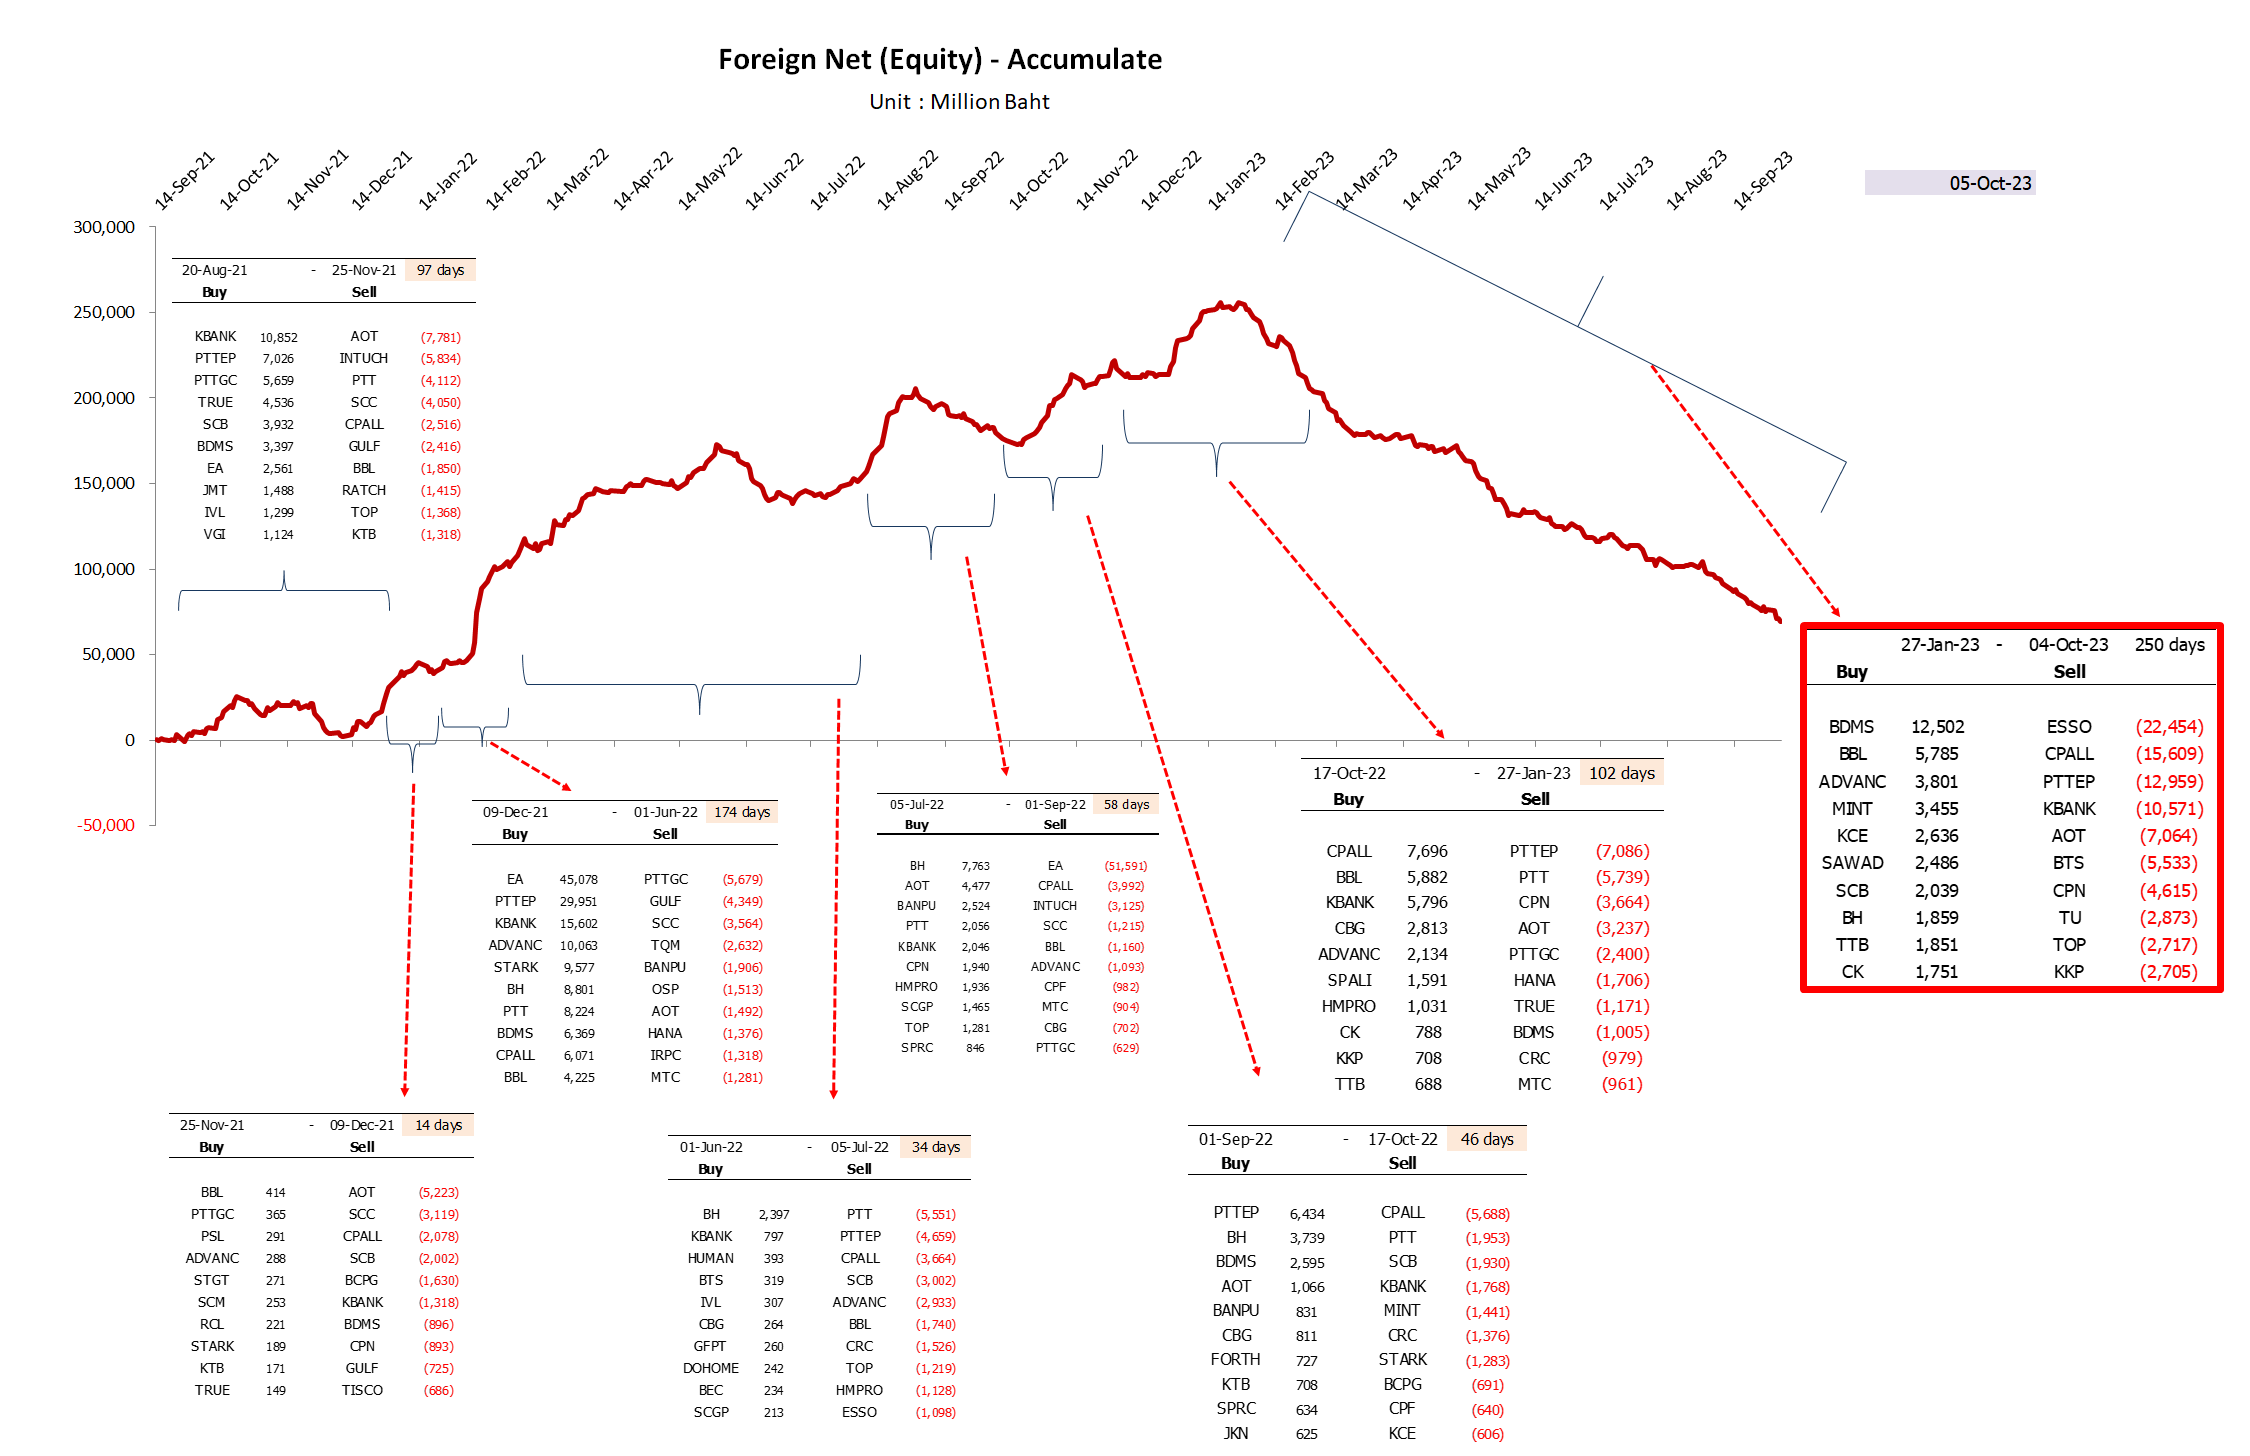 Foreign Net (Equity) - Accumulate
Unit : Million Baht
14-Sep-21 14-Oct-21 14-Nov-21 14-Dec-21 14-Jan-22 14-Feb-22 14-Mar-22 14-Apr-22 14-May-22 14-Jun-22 14-Jul-22 14-Aug-22 14-Sep-22 14-Oct-22 14-Nov-22 14-Dec-22 14-Jan-23 14-Feb-23 14-Mar-23 14-Apr-23 14-May-23 14-Jun-23 14-Jul-23 14-Aug-23 14-Sep-23
05-Oct-23
300,000
250,000
200,000
150,000
100,000
50,000
0
-50,000
20-Aug-21 - 25-Nov-21 97 days
Buy Sell
KBANK 10,852 AOT (7,781)
PTTEP 7,026 INTUCH (5,834)
PTTGC 5,659 PTT (4,112)
TRUE 4,536 SCC (4,050)
SCB 3,932 CPALL (2,516)
BDMS 3,397 GULF (2,416)
EA 2,561 BBL (1,850)
JMT 1,488 RATCH (1,415)
IVL 1,299 TOP (1,368)
VGI 1,124 KTB (1,318)
27-Jan-23 - 04-Oct-23 250 days
Buy Sell
BDMS 12,502 ESSO (22,454)
BBL 5,785 CPALL (15,609)
ADVANC 3,801 PTTEP (12,959)
MINT 3,455 KBANK (10,571)
KCE 2,636 AOT (7,064)
SAWAD 2,486 BTS (5,533)
SCB 2,039 CPN (4,615)
BH 1,859 TU (2,873)
TTB 1,851 TOP (2,717)
CK 1,751 KKP (2,705)
09-Dec-21 - 01-Jun-22 174 days
Buy Sell
EA 45,078 PTTGC (5,679)
PTTEP 29,951 GULF (4,349)
KBANK 15,602 SCC (3,564)
ADVANC 10,063 TQM (2,632)
STARK 9,577 BANPU (1,906)
BH 8,801 OSP (1,513)
PTT 8,224 AOT (1,492)
BDMS 6,369 HANA (1,376)
CPALL 6,071 IRPC (1,318)
BBL 4,225 MTC (1,281)
05-Jul-22 - 01-Sep-22 58 days
Buy Sell
BH 7,763 EA (51,591)
AOT 4,477 CPALL (3,992)
BANPU 2,524 INTUCH (3,125)
PTT 2,056 SCC (1,215)
KBANK 2,046 BBL (1,160)
CPN 1,940 ADVANC (1,093)
HMPRO 1,936 CPF (982)
SCGP 1,465 MTC (904)
TOP 1,281 CBG (702)
SPRC 846 PTTGC (629)
17-Oct-22 - 27-Jan-23 102 days
Buy Sell
CPALL 7,696 PTTEP (7,086)
BBL 5,882 PTT (5,739)
KBANK 5,796 CPN (3,664)
CBG 2,813 AOT (3,237)
ADVANC 2,134 PTTGC (2,400)
SPALI 1,591 HANA (1,706)
HMPRO 1,031 TRUE (1,171)
CK 788 BDMS (1,005)
KKP 708 CRC (979)
TTB 688 MTC (961)
25-Nov-21 - 09-Dec-21 14 days
Buy Sell
BBL 414 AOT (5,223)
PTTGC 365 SCC (3,119)
PSL 291 CPALL (2,078)
ADVANC 288 SCB (2,002)
STGT 271 BCPG (1,630)
SCM 253 KBANK (1,318)
RCL 221 BDMS (896)
STARK 189 CPN (893)
KTB 171 GULF (725)
TRUE 149 TISCO (686)
01-Jun-22 - 05-Jul-22 34 days
Buy Sell
BH 2,397 PTT (5,551)
KBANK 797 PTTEP (4,659)
HUMAN 393 CPALL (3,664)
BTS 319 SCB (3,002)
IVL 307 ADVANC (2,933)
CBG 264 BBL (1,740)
GFPT 260 CRC (1,526)
DOHOME 242 TOP (1,219)
BEC 234 HMPRO (1,128)
SCGP 213 ESSO (1,098)
01-Sep-22 - 17-Oct-22 46 days
Buy Sell
PTTEP 6,434 CPALL (5,688)
BH 3,739 PTT (1,953)
BDMS 2,595 SCB (1,930)
AOT 1,066 KBANK (1,768)
BANPU 831 MINT (1,441)
CBG 811 CRC (1,376)
FORTH 727 STARK (1,283)
KTB 708 BCPG (691)
SPRC 634 CPF (640)
JKN 625 KCE (606)